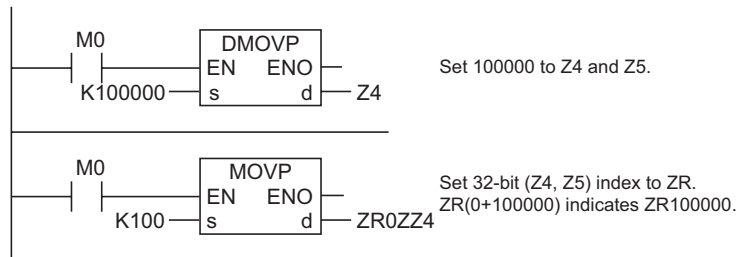 M0
DMOVP
EN ENO
K100000 s d Z4
Set 100000 to Z4 and Z5.
M0
MOVP
EN ENO
K100 s d ZR0ZZ4
Set 32-bit (Z4, Z5) index to ZR.
ZR(0+100000) indicates ZR100000.